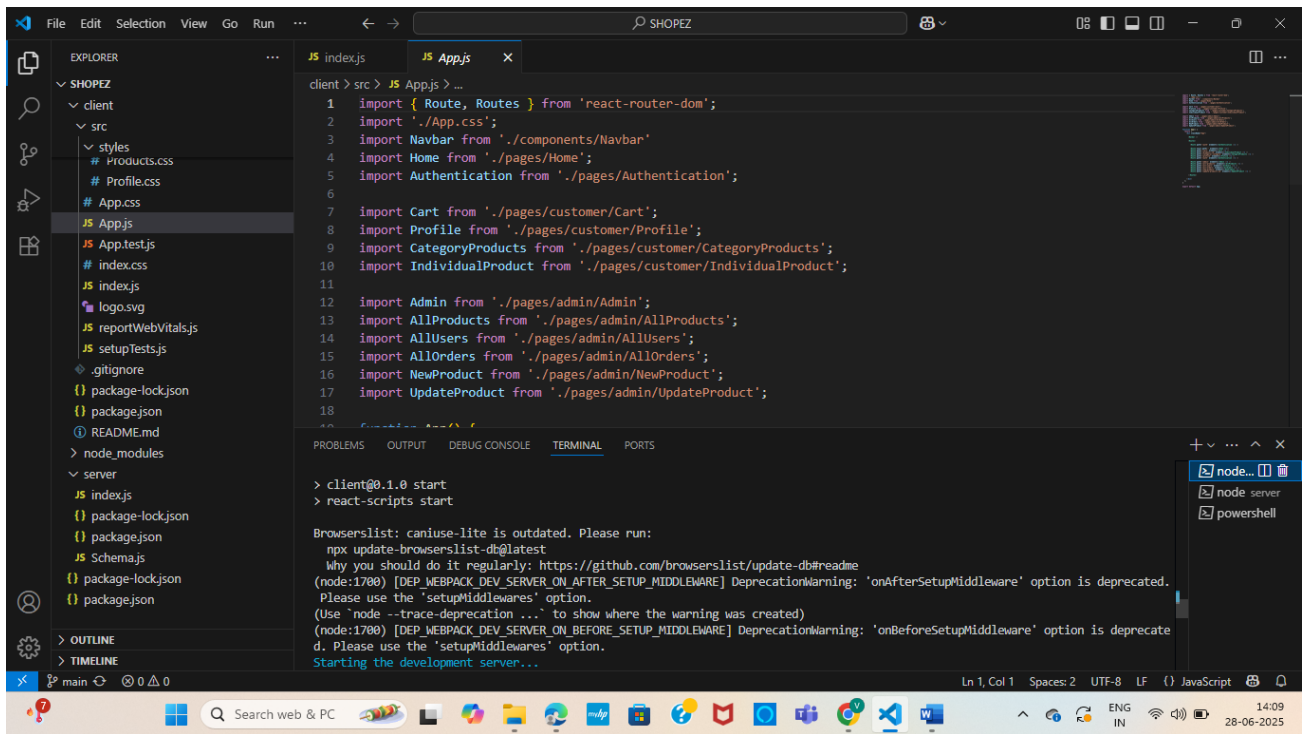 File Edit Selection View Go Run ··· SHOPEZ
EXPLORER ···
SHOPEZ
client
src
styles
# Products.css
# Profile.css
# App.css
JS App.js
JS App.test.js
# index.css
JS index.js
logo.svg
JS reportWebVitals.js
JS setupTests.js
.gitignore
{} package-lock.json
{} package.json
README.md
node_modules
server
JS index.js
{} package-lock.json
{} package.json
JS Schema.js
{} package-lock.json
{} package.json
OUTLINE
TIMELINE
JS index.js JS App.js
client > src > JS App.js > ...
1 import { Route, Routes } from 'react-router-dom';
2 import './App.css';
3 import Navbar from './components/Navbar'
4 import Home from './pages/Home';
5 import Authentication from './pages/Authentication';
6
7 import Cart from './pages/customer/Cart';
8 import Profile from './pages/customer/Profile';
9 import CategoryProducts from './pages/customer/CategoryProducts';
10 import IndividualProduct from './pages/customer/IndividualProduct';
11
12 import Admin from './pages/admin/Admin';
13 import AllProducts from './pages/admin/AllProducts';
14 import AllUsers from './pages/admin/AllUsers';
15 import AllOrders from './pages/admin/AllOrders';
16 import NewProduct from './pages/admin/NewProduct';
17 import UpdateProduct from './pages/admin/UpdateProduct';
18
19 function App() {
PROBLEMS OUTPUT DEBUG CONSOLE TERMINAL PORTS
> client@0.1.0 start
> react-scripts start
Browserslist: caniuse-lite is outdated. Please run:
npx update-browserslist-db@latest
Why you should do it regularly: https://github.com/browserslist/update-db#readme
(node:1700) [DEP_WEBPACK_DEV_SERVER_ON_AFTER_SETUP_MIDDLEWARE] DeprecationWarning: 'onAfterSetupMiddleware' option is deprecated.
Please use the 'setupMiddlewares' option.
(Use `node --trace-deprecation ...` to show where the warning was created)
(node:1700) [DEP_WEBPACK_DEV_SERVER_ON_BEFORE_SETUP_MIDDLEWARE] DeprecationWarning: 'onBeforeSetupMiddleware' option is deprecate
d. Please use the 'setupMiddlewares' option.
Starting the development server...
node...
node server
powershell
main 0 0 Ln 1, Col 1 Spaces: 2 UTF-8 LF {} JavaScript
7 Search web & PC mhp ENG
IN
14:09
28-06-2025